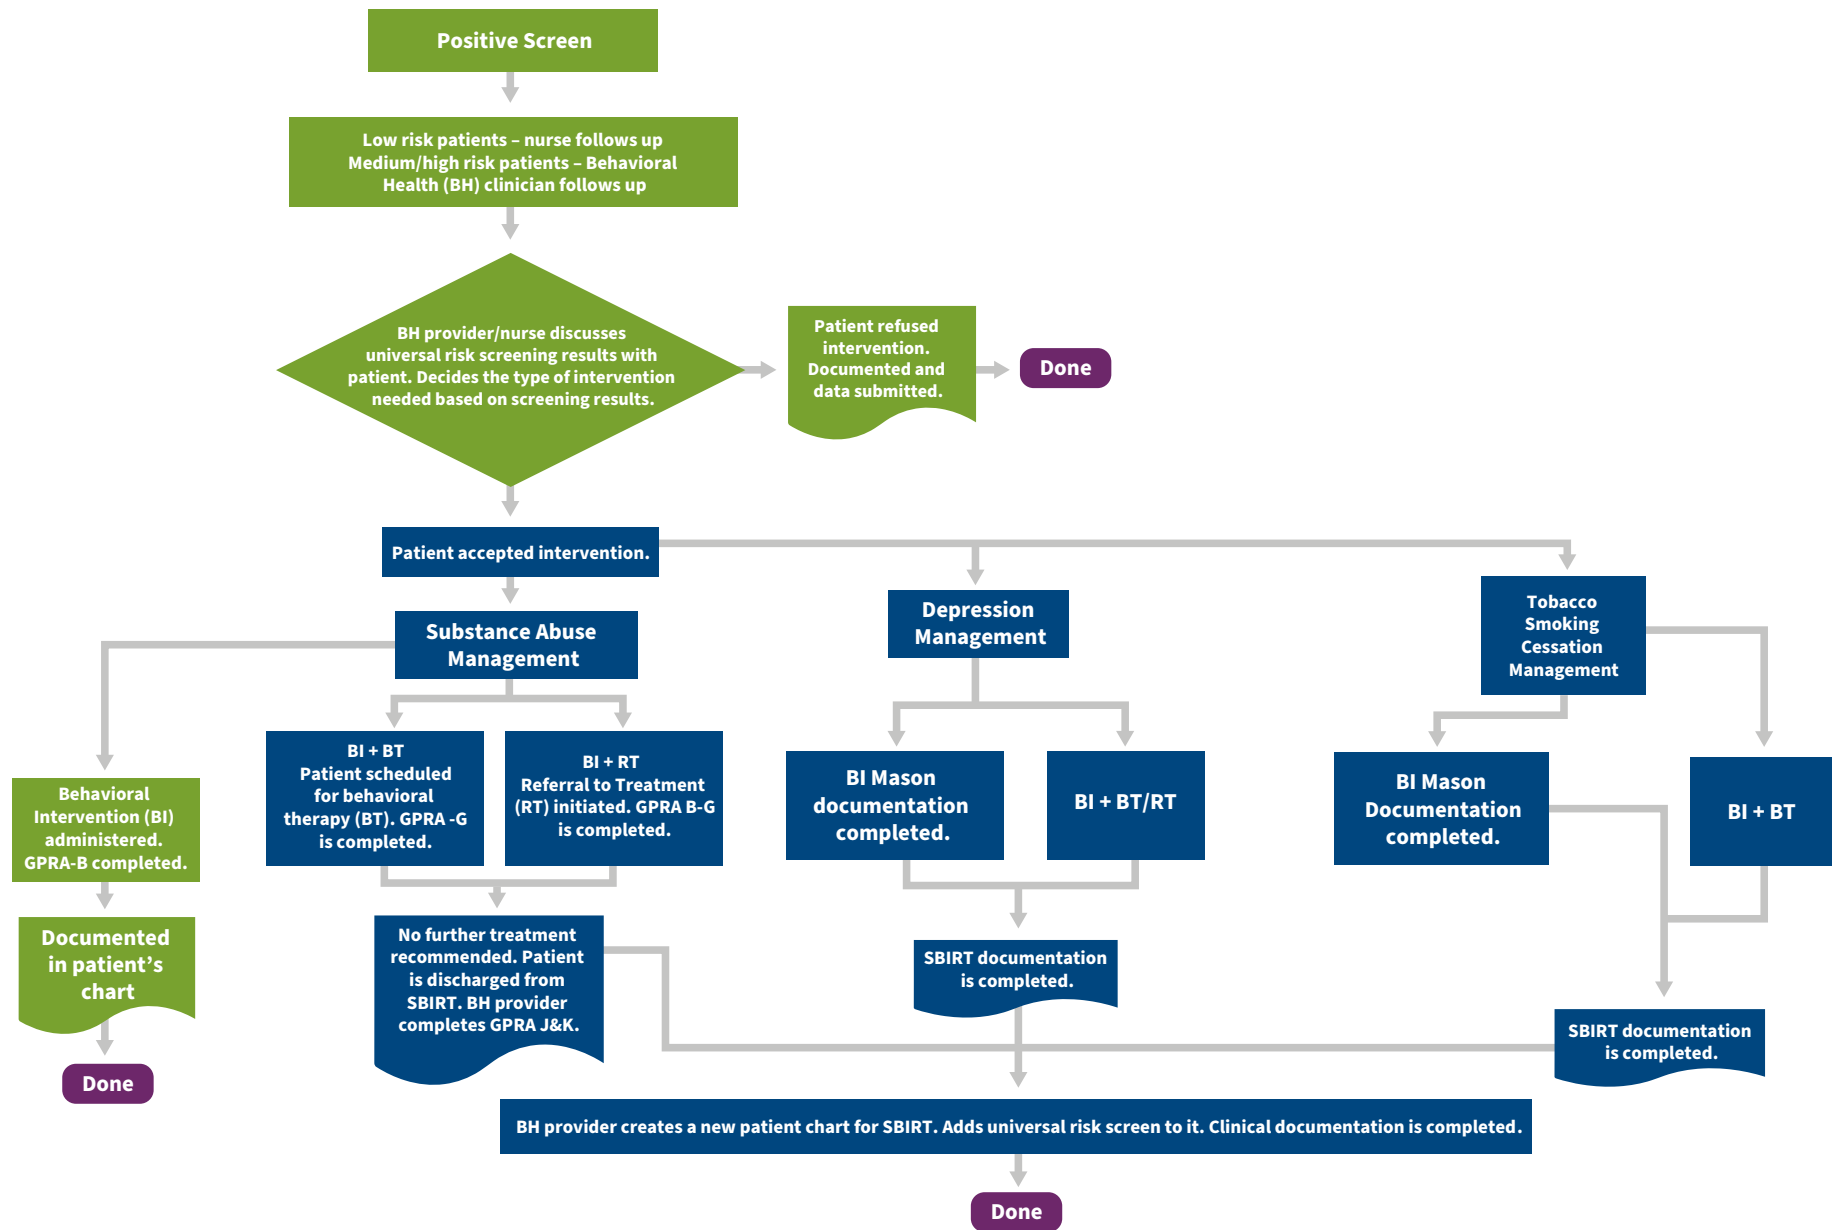 Positive Screen
Low risk patients – nurse follows up
Medium/high risk patients – Behavioral
Health (BH) clinician follows up
BH provider/nurse discusses
universal risk screening results with
patient. Decides the type of intervention
needed based on screening results.
Patient refused
intervention.
Documented and
data submitted.
Done
Patient accepted intervention.
Substance Abuse
Management
Depression
Management
Tobacco
Smoking
Cessation
Management
Behavioral
Intervention (BI)
administered.
GPRA-B completed.
BI + BT
Patient scheduled
for behavioral
therapy (BT). GPRA -G
is completed.
BI + RT
Referral to Treatment
(RT) initiated. GPRA B-G
is completed.
BI Mason
documentation
completed.
BI + BT/RT
BI Mason
Documentation
completed.
BI + BT
Documented
in patient’s
chart
No further treatment
recommended. Patient
is discharged from
SBIRT. BH provider
completes GPRA J&K.
SBIRT documentation
is completed.
SBIRT documentation
is completed.
Done
BH provider creates a new patient chart for SBIRT. Adds universal risk screen to it. Clinical documentation is completed.
Done